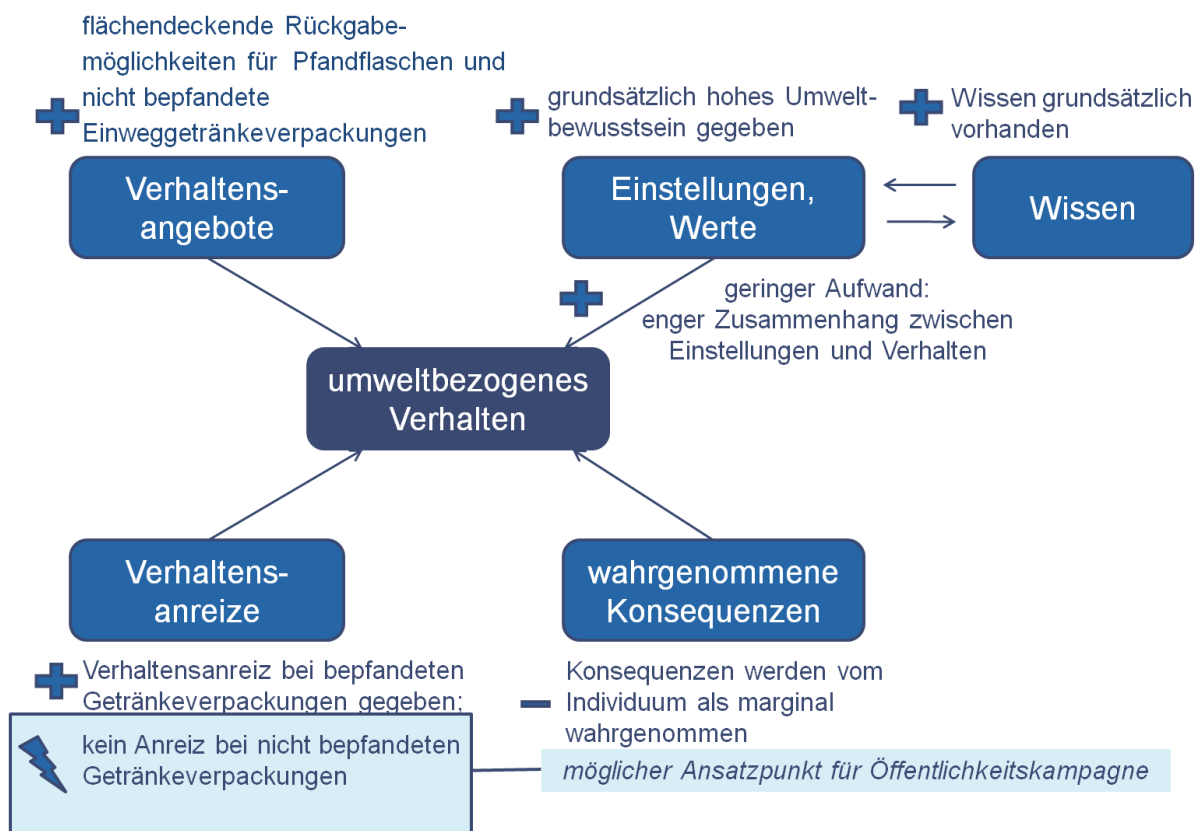 flächendeckende Rückgabe-
möglichkeiten für Pfandflaschen und
nicht bepfandete
Einweggetränkeverpackungen
grundsätzlich hohes Umwelt-
bewusstsein gegeben
Wissen grundsätzlich
vorhanden
Verhaltens-
angebote
Einstellungen,
Werte
Wissen
geringer Aufwand:
enger Zusammenhang zwischen
Einstellungen und Verhalten
umweltbezogenes
Verhalten
Verhaltens-
anreize
wahrgenommene
Konsequenzen
Verhaltensanreiz bei bepfandeten
Getränkeverpackungen gegeben;
kein Anreiz bei nicht bepfandeten
Getränkeverpackungen
Konsequenzen werden vom
Individuum als marginal
wahrgenommen
möglicher Ansatzpunkt für Öffentlichkeitskampagne